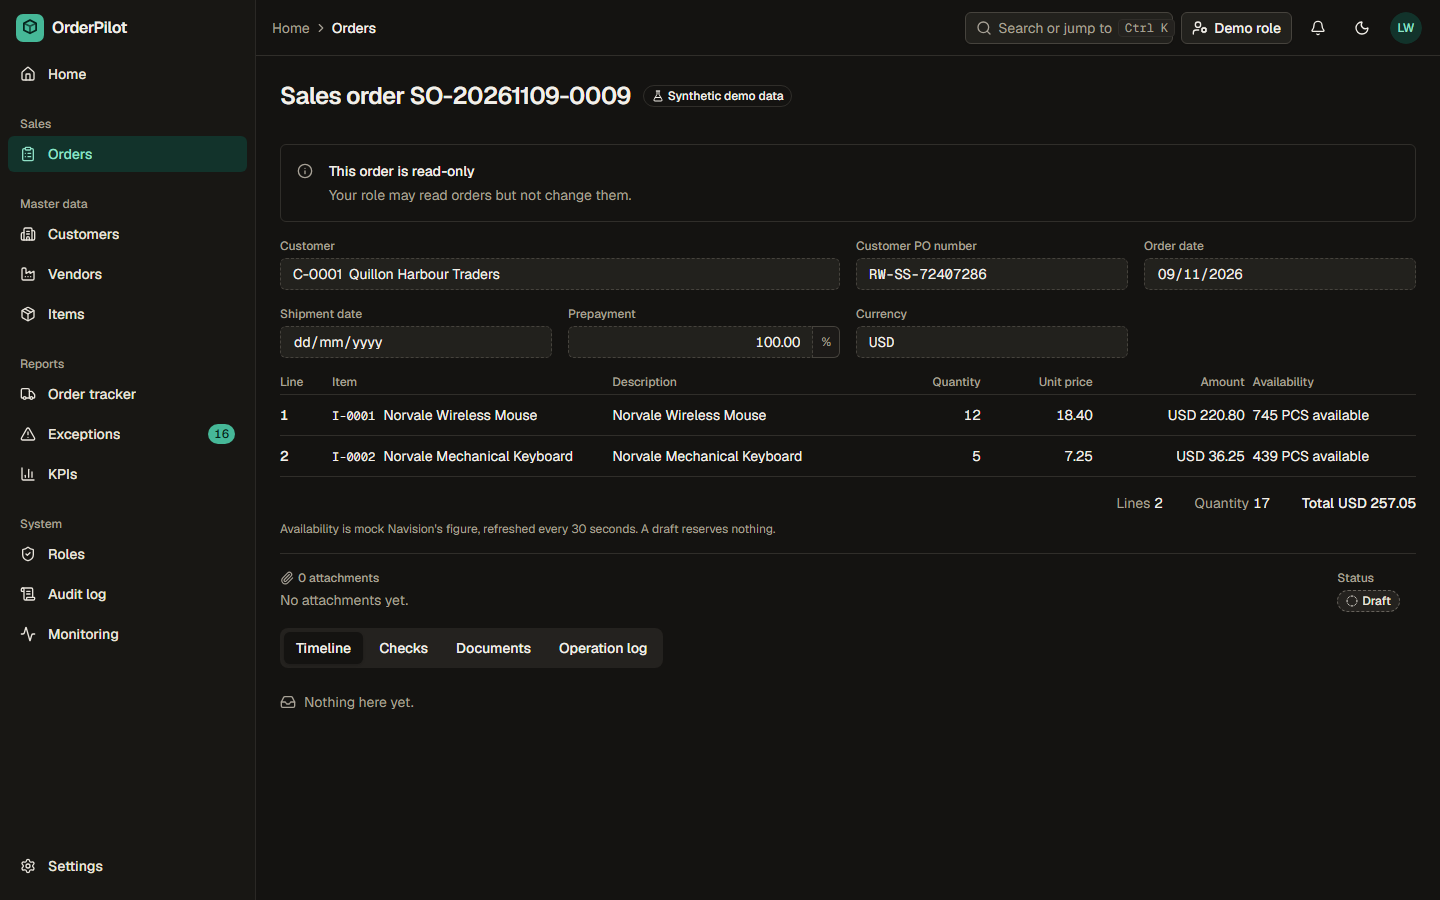 OrderPilot
Home
Sales
Orders
Master data
Customers
Vendors
Items
Reports
Order tracker
Exceptions 16
KPIs
System
Roles
Audit log
Monitoring
Settings
Home > Orders
Search or jump to Ctrl K
Demo role
LW
Sales order SO-20261109-0009 Synthetic demo data
This order is read-only
Your role may read orders but not change them.
Customer Customer PO number Order date
C-0001 Quillon Harbour Traders RW-SS-72407286 09/11/2026
Shipment date Prepayment Currency
dd/mm/yyyy 100.00 % USD
Line Item Description Quantity Unit price Amount Availability
1 I-0001 Norvale Wireless Mouse Norvale Wireless Mouse 12 18.40 USD 220.80 745 PCS available
2 I-0002 Norvale Mechanical Keyboard Norvale Mechanical Keyboard 5 7.25 USD 36.25 439 PCS available
Lines 2 Quantity 17 Total USD 257.05
Availability is mock Navision's figure, refreshed every 30 seconds. A draft reserves nothing.
0 attachments Status
No attachments yet. Draft
Timeline Checks Documents Operation log
Nothing here yet.